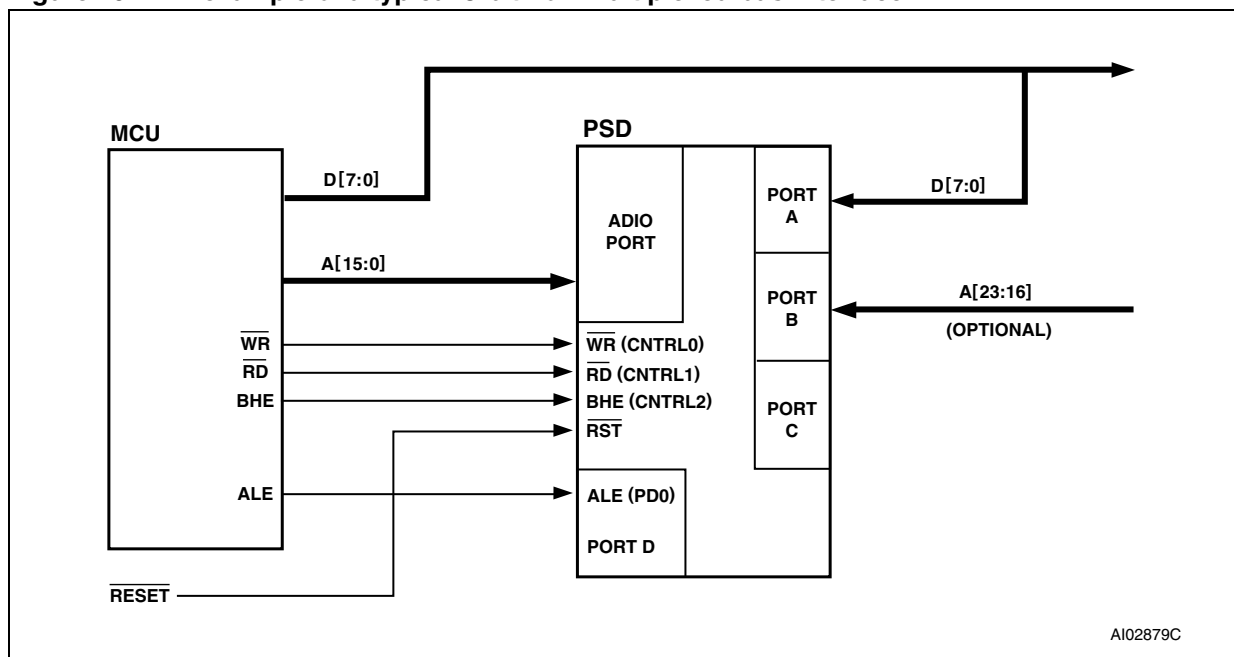 MCU
PSD
D[7:0]
D[7:0]
ADIO
PORT
PORT
A
A[15:0]
PORT
B
A[23:16]
(OPTIONAL)
WR
WR (CNTRL0)
RD
RD (CNTRL1)
BHE
BHE (CNTRL2)
RST
PORT
C
ALE
ALE (PD0)
PORT D
RESET
AI02879C